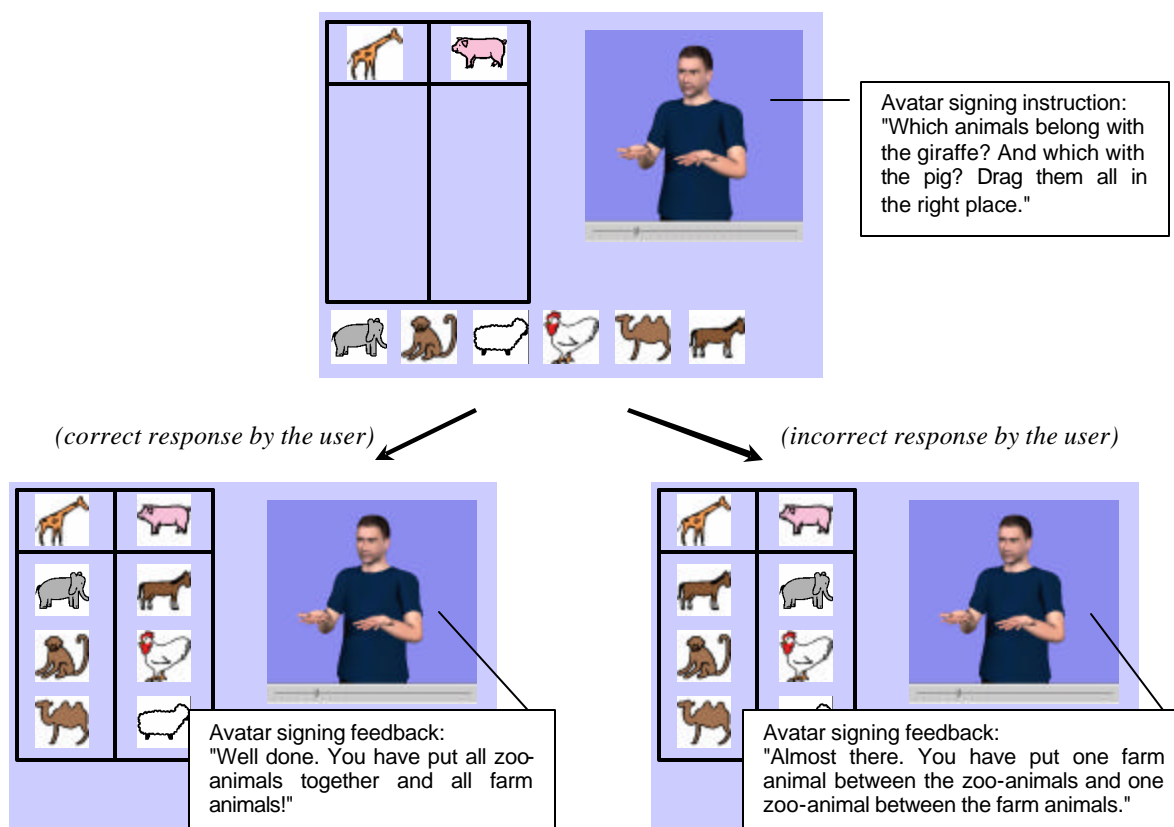 Avatar signing instruction:
"Which animals belong with
the giraffe? And which with
the pig? Drag them all in
the right place."
(correct response by the user)
(incorrect response by the user)
Avatar signing feedback:
"Well done. You have put all zoo-
animals together and all farm
animals!"
Avatar signing feedback:
"Almost there. You have put one farm
animal between the zoo-animals and one
zoo-animal between the farm animals."